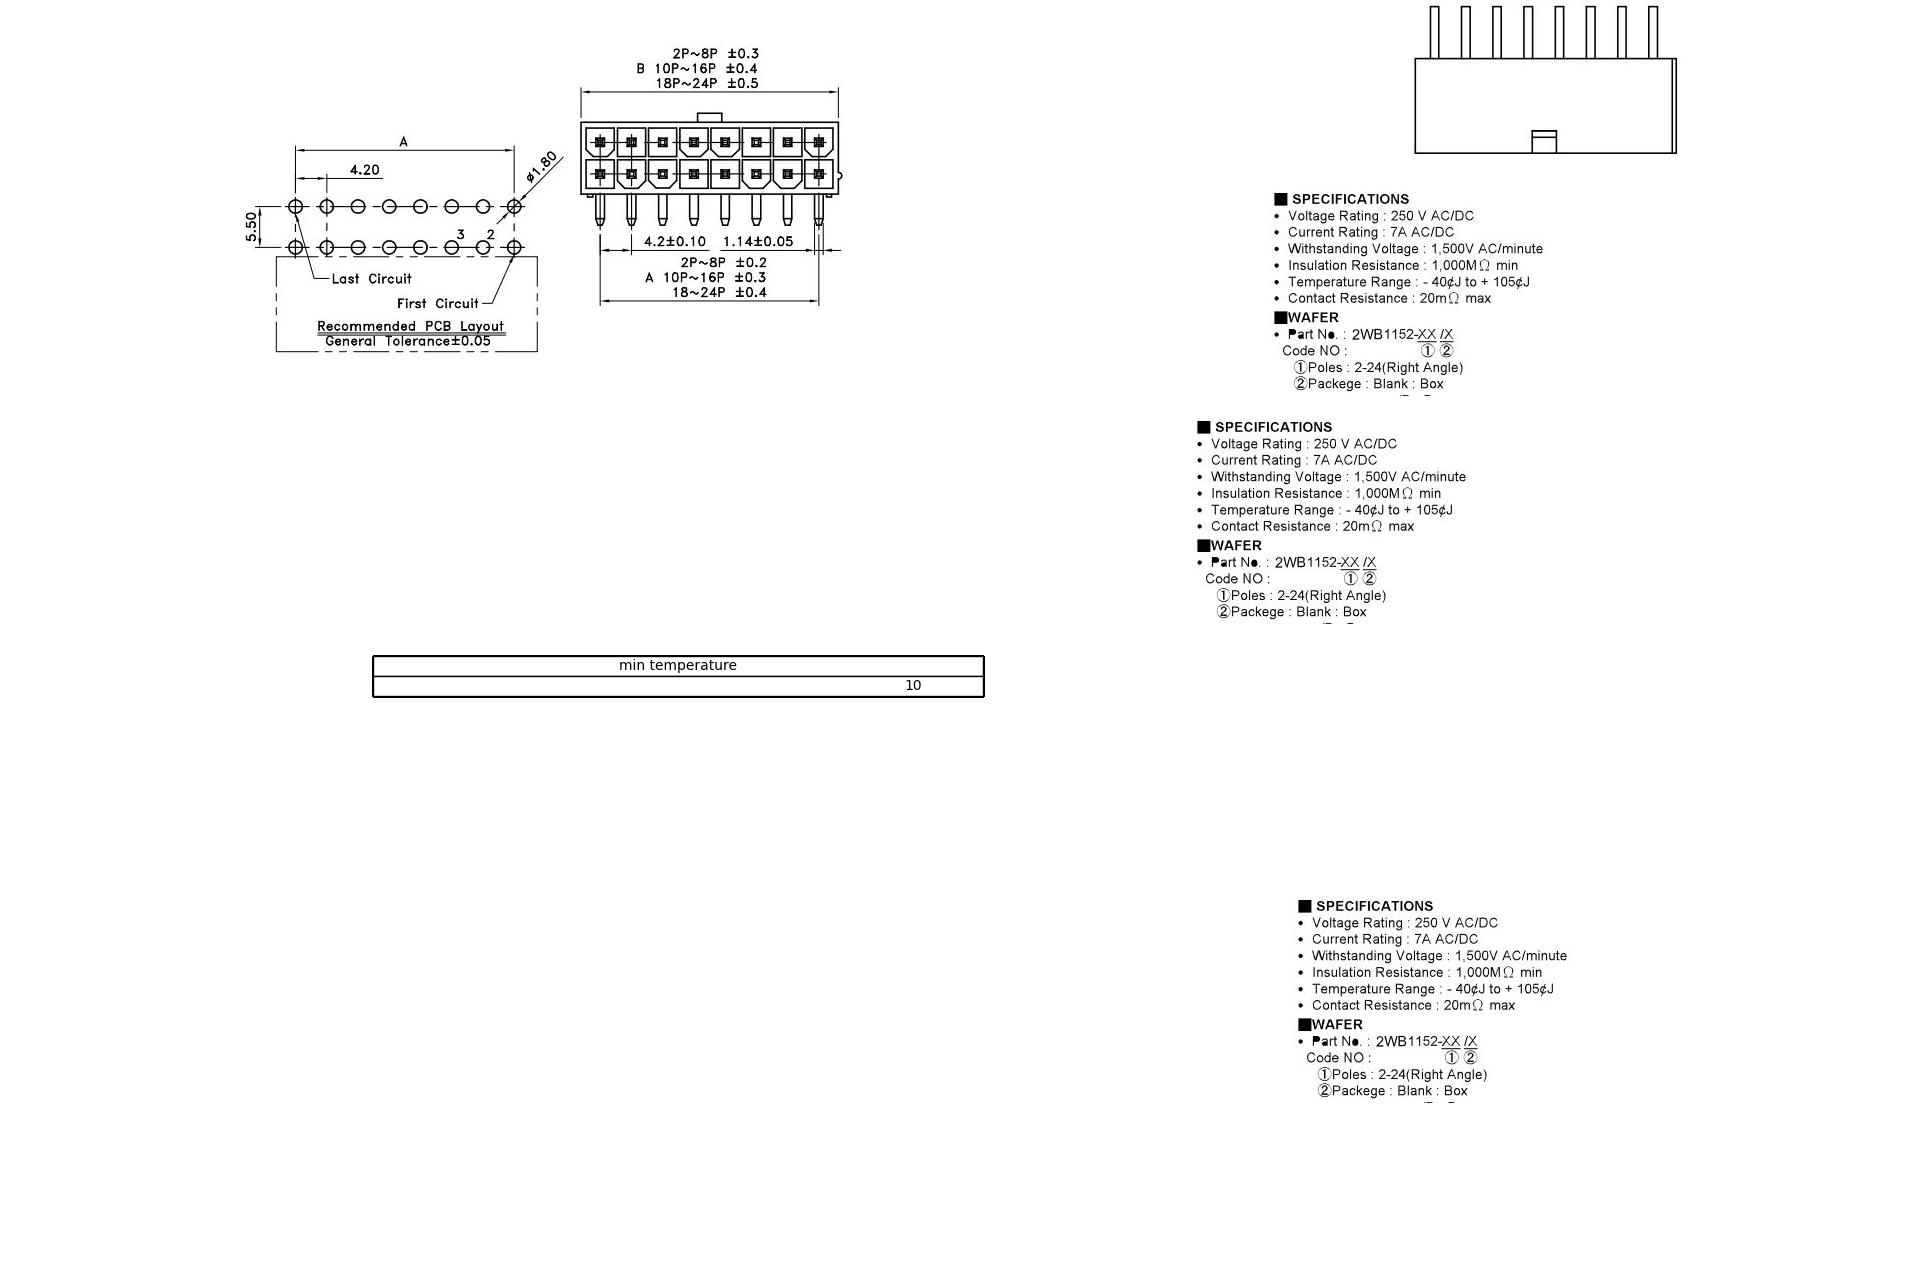 2P~8P ±0.3
B 10P~16P ±0.4
18P~24P ±0.5
A
4.20
ø1.80
5.50
3 2
4.2±0.10 1.14±0.05
2P~8P ±0.2
A 10P~16P ±0.3
18~24P ±0.4
Last Circuit
First Circuit
Recommended PCB Layout
General Tolerance±0.05
■ SPECIFICATIONS
• Voltage Rating : 250 V AC/DC
• Current Rating : 7A AC/DC
• Withstanding Voltage : 1,500V AC/minute
• Insulation Resistance : 1,000MΩ min
• Temperature Range : - 40¢J to + 105¢J
• Contact Resistance : 20mΩ max
■WAFER
• Part No. : 2WB1152-XX /X
Code NO : ① ②
①Poles : 2-24(Right Angle)
②Packege : Blank : Box
■ SPECIFICATIONS
• Voltage Rating : 250 V AC/DC
• Current Rating : 7A AC/DC
• Withstanding Voltage : 1,500V AC/minute
• Insulation Resistance : 1,000MΩ min
• Temperature Range : - 40¢J to + 105¢J
• Contact Resistance : 20mΩ max
■WAFER
• Part No. : 2WB1152-XX /X
Code NO : ① ②
①Poles : 2-24(Right Angle)
②Packege : Blank : Box
min temperature
10
■ SPECIFICATIONS
• Voltage Rating : 250 V AC/DC
• Current Rating : 7A AC/DC
• Withstanding Voltage : 1,500V AC/minute
• Insulation Resistance : 1,000MΩ min
• Temperature Range : - 40¢J to + 105¢J
• Contact Resistance : 20mΩ max
■WAFER
• Part No. : 2WB1152-XX /X
Code NO : ① ②
①Poles : 2-24(Right Angle)
②Packege : Blank : Box